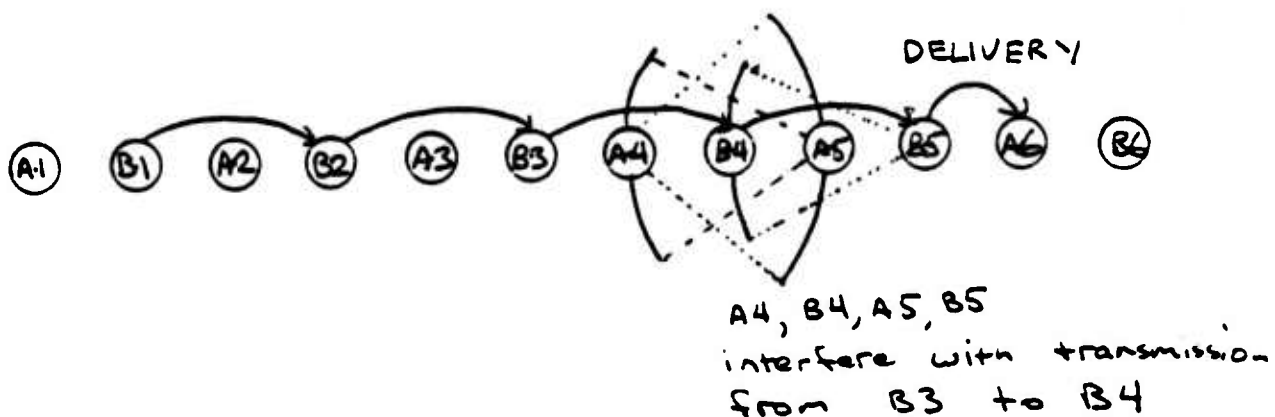 DELIVERY
A1 B1 A2 B2 A3 B3 A4 B4 A5 B5 A6 B6
A4, B4, A5, B5
interfere with transmission
from B3 to B4